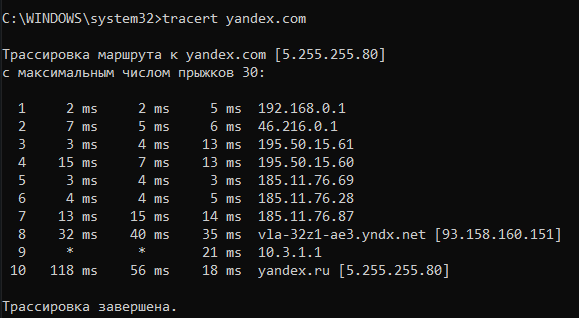 C:\WINDOWS\system32>tracert yandex.com
Трассировка маршрута к yandex.com [5.255.255.80]
с максимальным числом прыжков 30:
1 2 ms 2 ms 5 ms 192.168.0.1
2 7 ms 5 ms 6 ms 46.216.0.1
3 3 ms 4 ms 13 ms 195.50.15.61
4 15 ms 7 ms 13 ms 195.50.15.60
5 3 ms 4 ms 3 ms 185.11.76.69
6 4 ms 4 ms 5 ms 185.11.76.28
7 13 ms 15 ms 14 ms 185.11.76.87
8 32 ms 40 ms 35 ms vla-32z1-ae3.yndx.net [93.158.160.151]
9 * * 21 ms 10.3.1.1
10 118 ms 56 ms 18 ms yandex.ru [5.255.255.80]
Трассировка завершена.